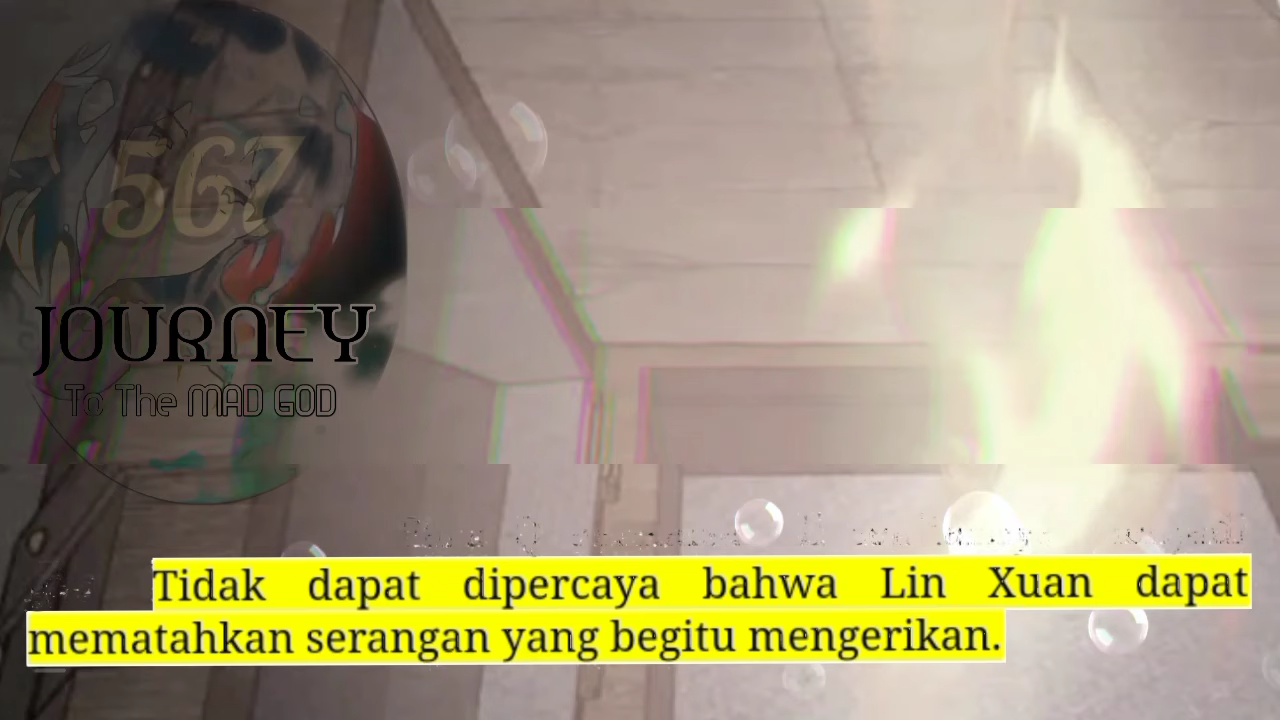 567
JOURNEY
To The MAD GOD
Tidak dapat dipercaya bahwa Lin Xuan dapat
mematahkan serangan yang begitu mengerikan.